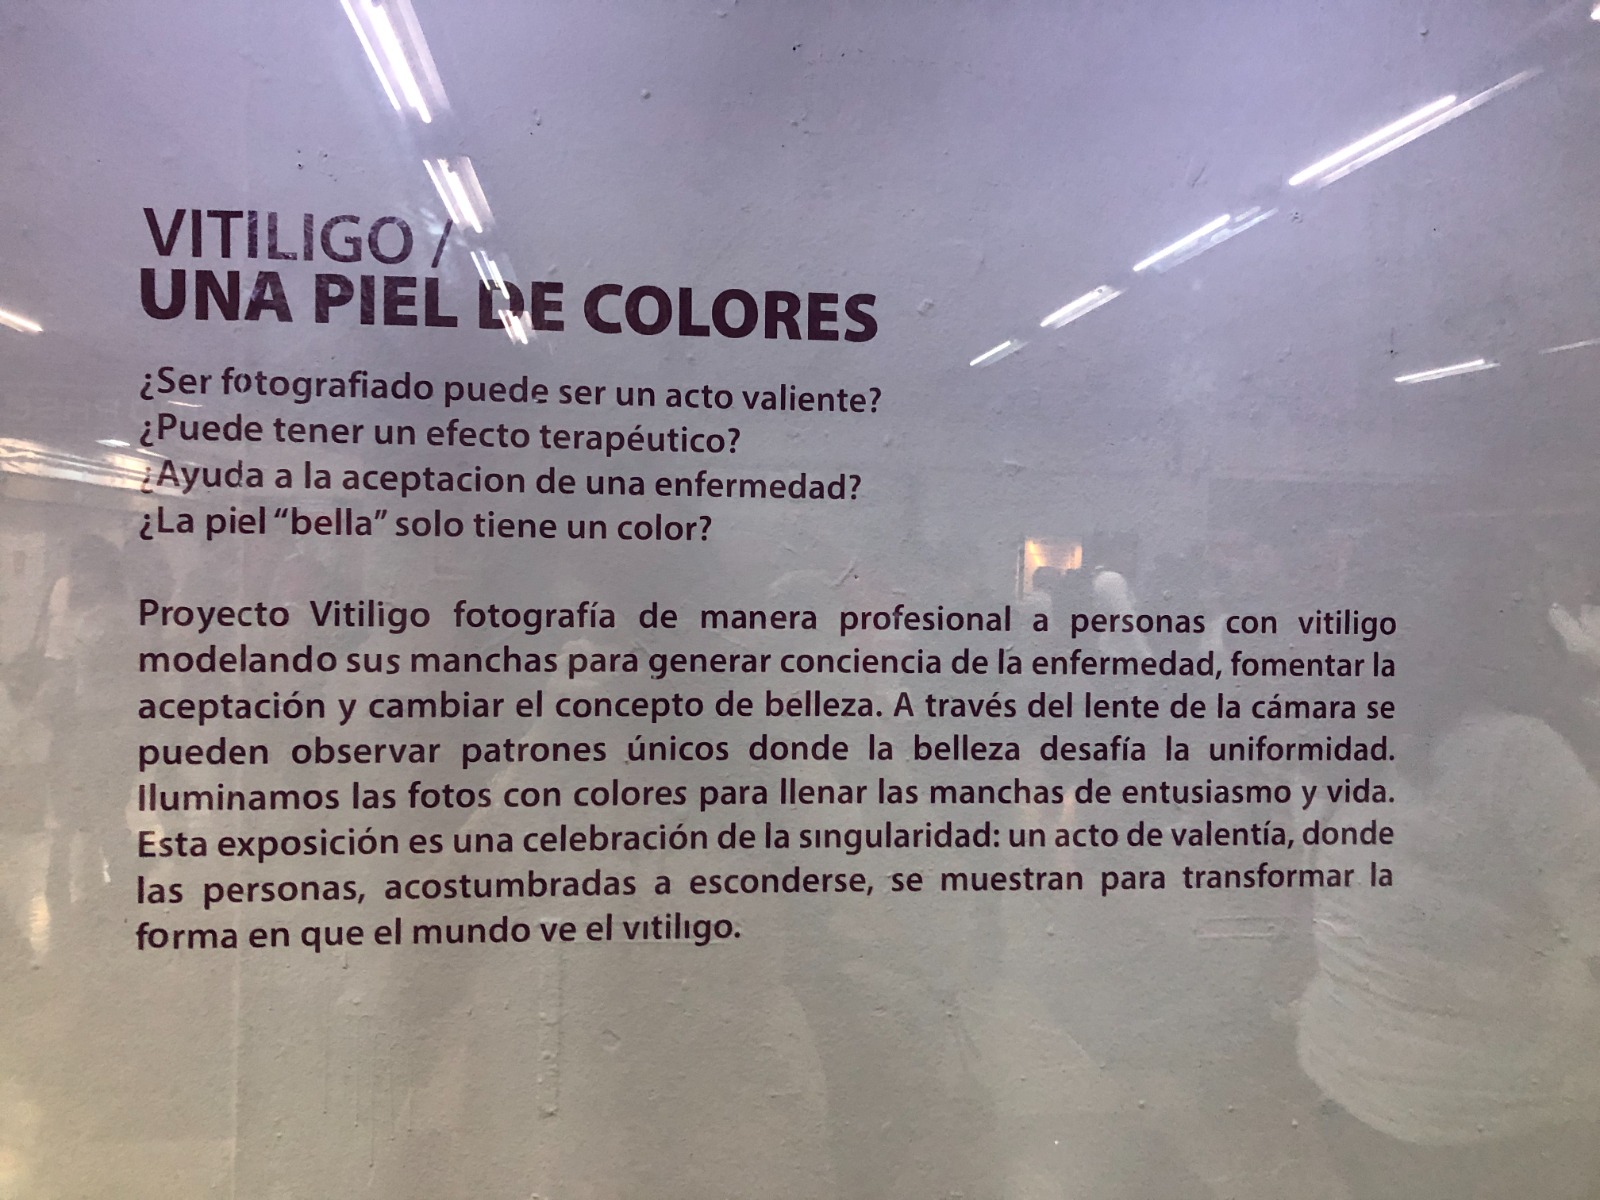 VITILIGO /
UNA PIEL DE COLORES
¿Ser fotografiado puede ser un acto valiente?
¿Puede tener un efecto terapéutico?
¿Ayuda a la aceptacion de una enfermedad?
¿La piel “bella” solo tiene un color?
Proyecto Vitiligo fotografía de manera profesional a personas con vitiligo
modelando sus manchas para generar conciencia de la enfermedad, fomentar la
aceptación y cambiar el concepto de belleza. A través del lente de la cámara se
pueden observar patrones únicos donde la belleza desafía la uniformidad.
Iluminamos las fotos con colores para llenar las manchas de entusiasmo y vida.
Esta exposición es una celebración de la singularidad: un acto de valentía, donde
las personas, acostumbradas a esconderse, se muestran para transformar la
forma en que el mundo ve el vitiligo.